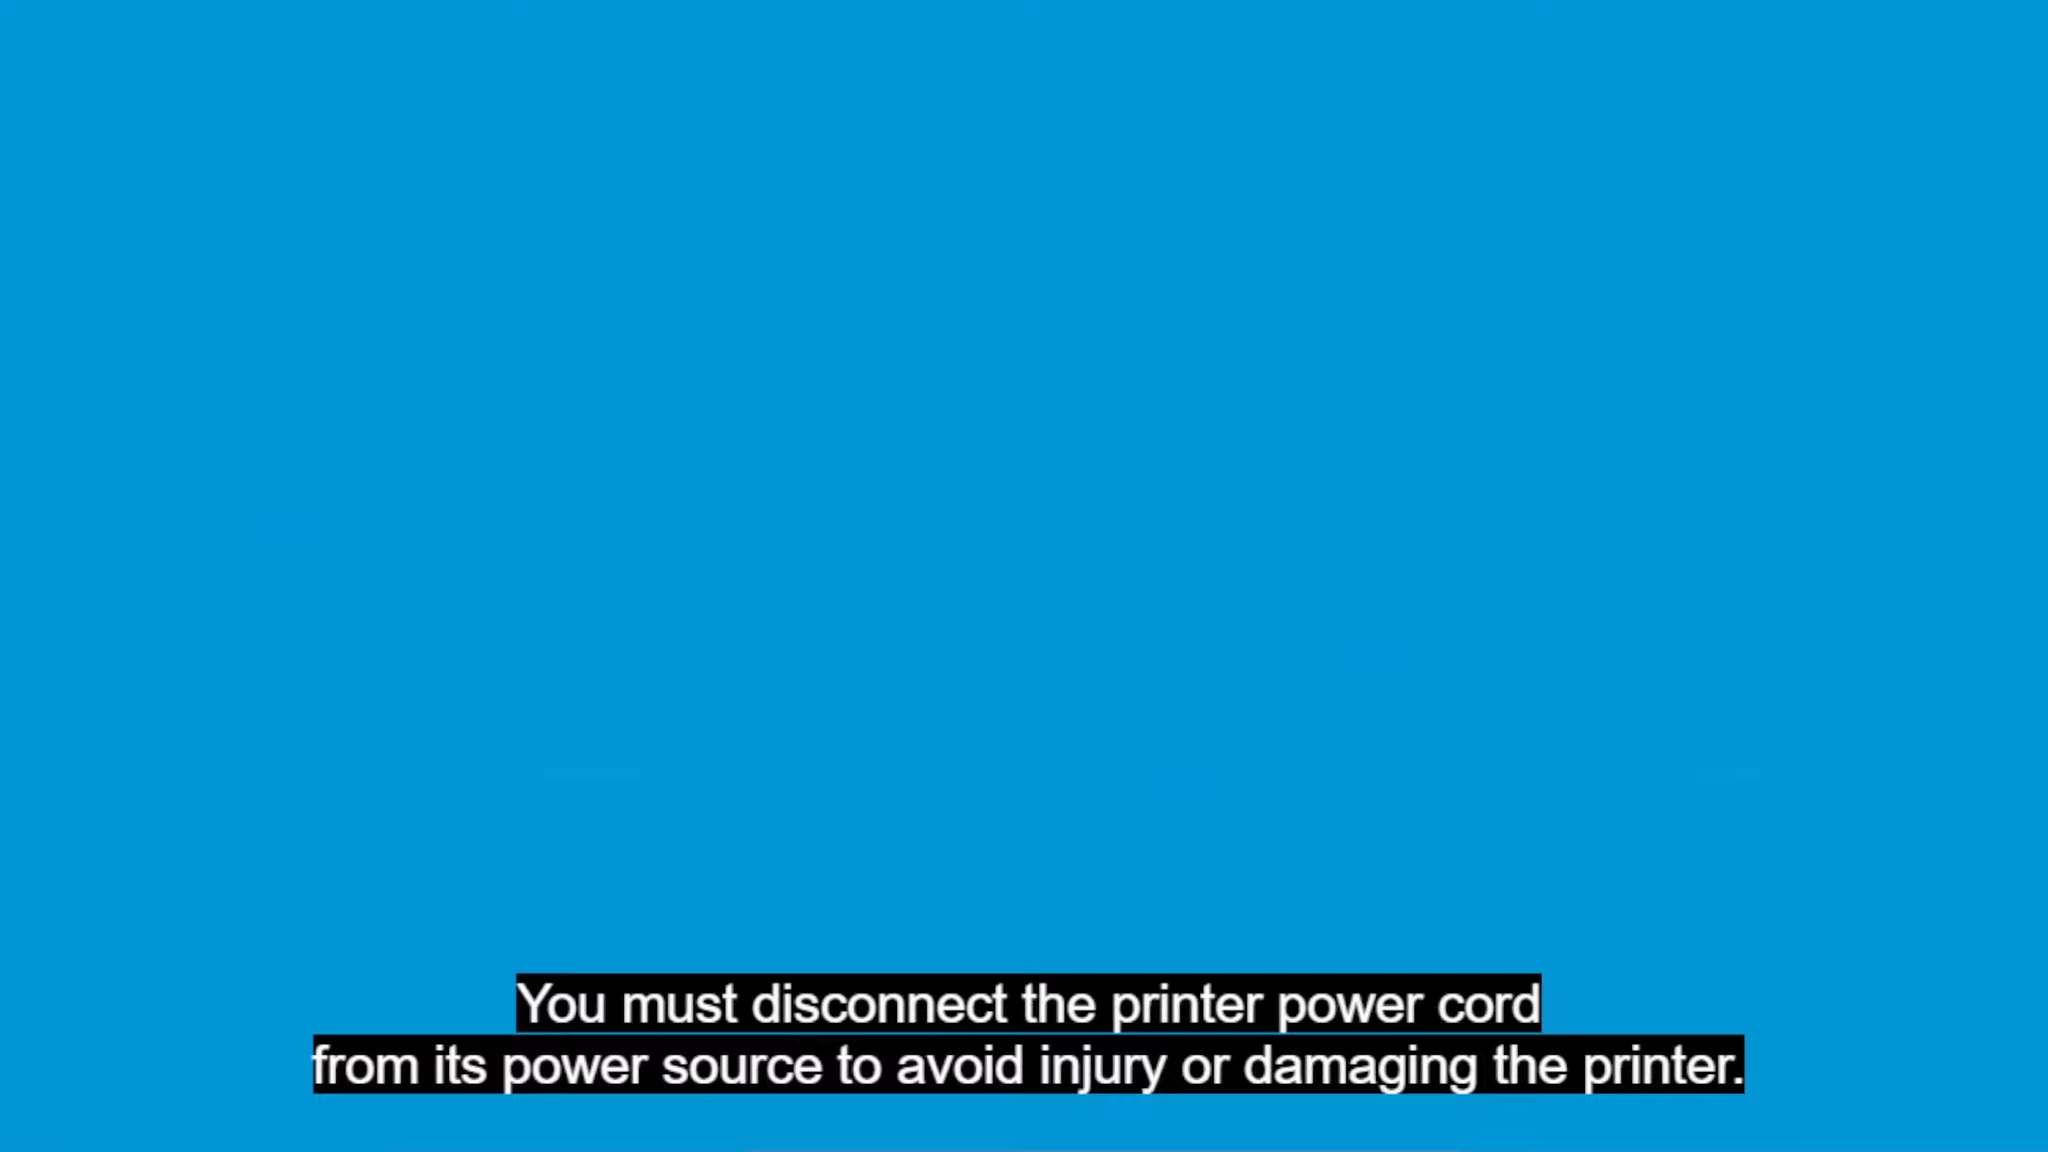 You must disconnect the printer power cord
from its power source to avoid injury or damaging the printer.